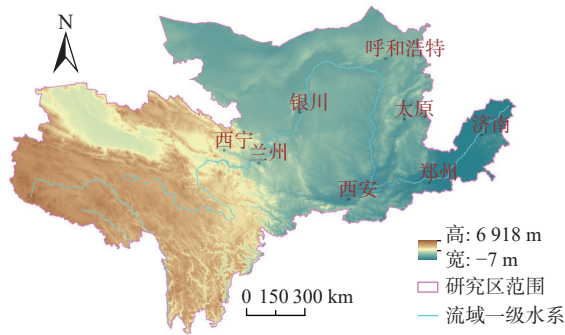 N
呼和浩特
银川
太原
济南
西宁
兰州
郑州
西安
高: 6 918 m
宽: −7 m
研究区范围
0 150 300 km
流域一级水系